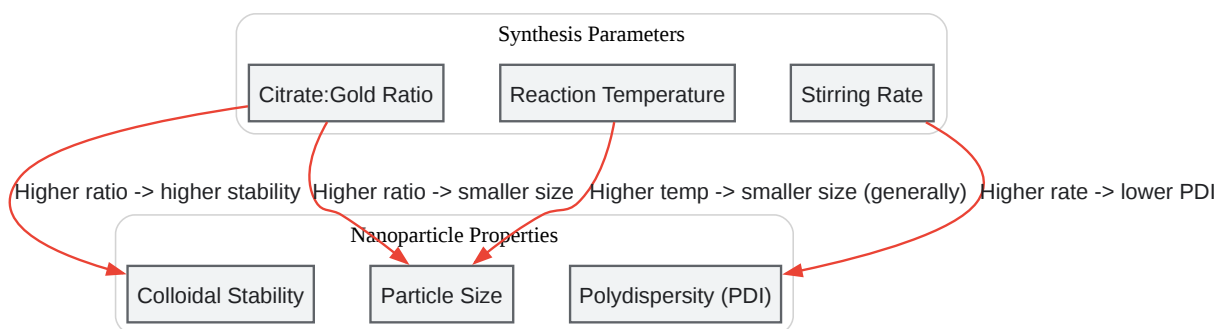 Synthesis Parameters
Citrate:Gold Ratio
Reaction Temperature
Stirring Rate
Higher ratio -> higher stability
Higher ratio -> smaller size
Higher temp -> smaller size (generally)
Higher rate -> lower PDI
Nanoparticle Properties
Colloidal Stability
Particle Size
Polydispersity (PDI)